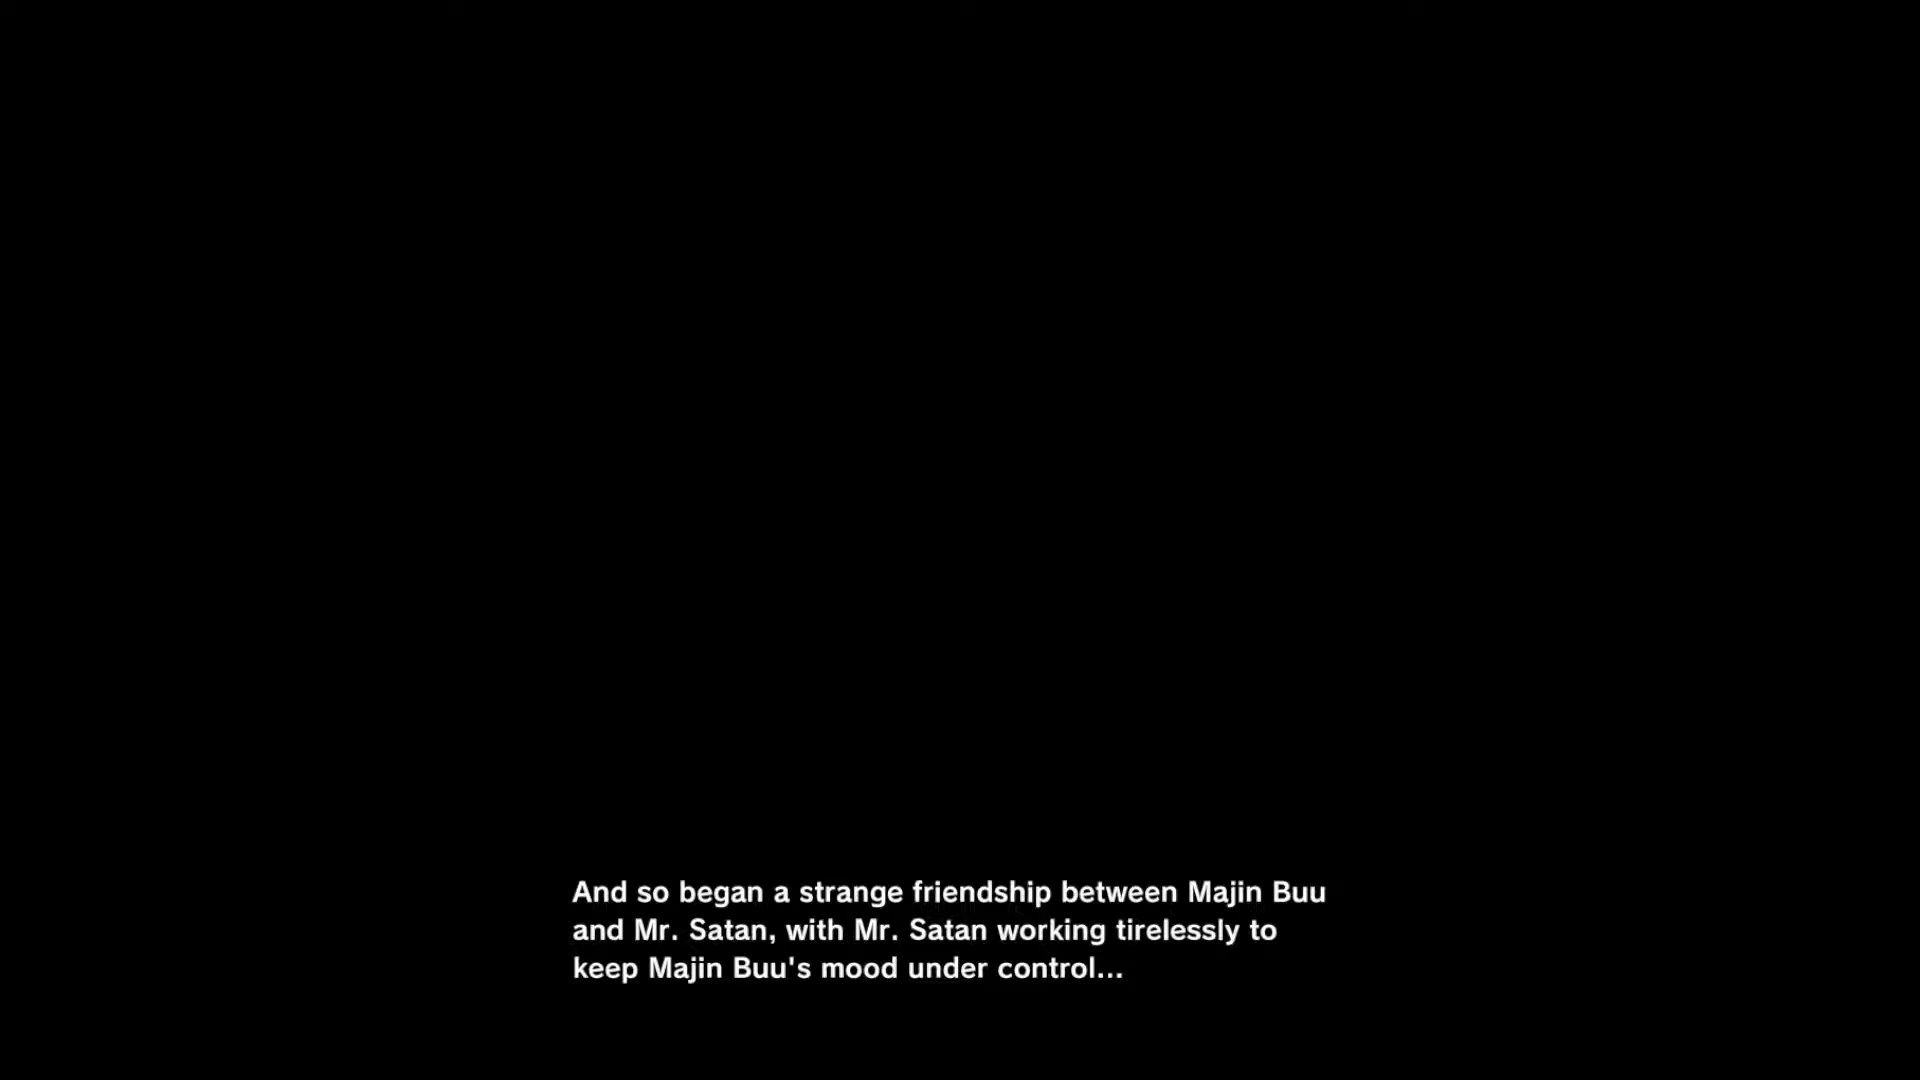 And so began a strange friendship between Majin Buu
and Mr. Satan, with Mr. Satan working tirelessly to
keep Majin Buu's mood under control...